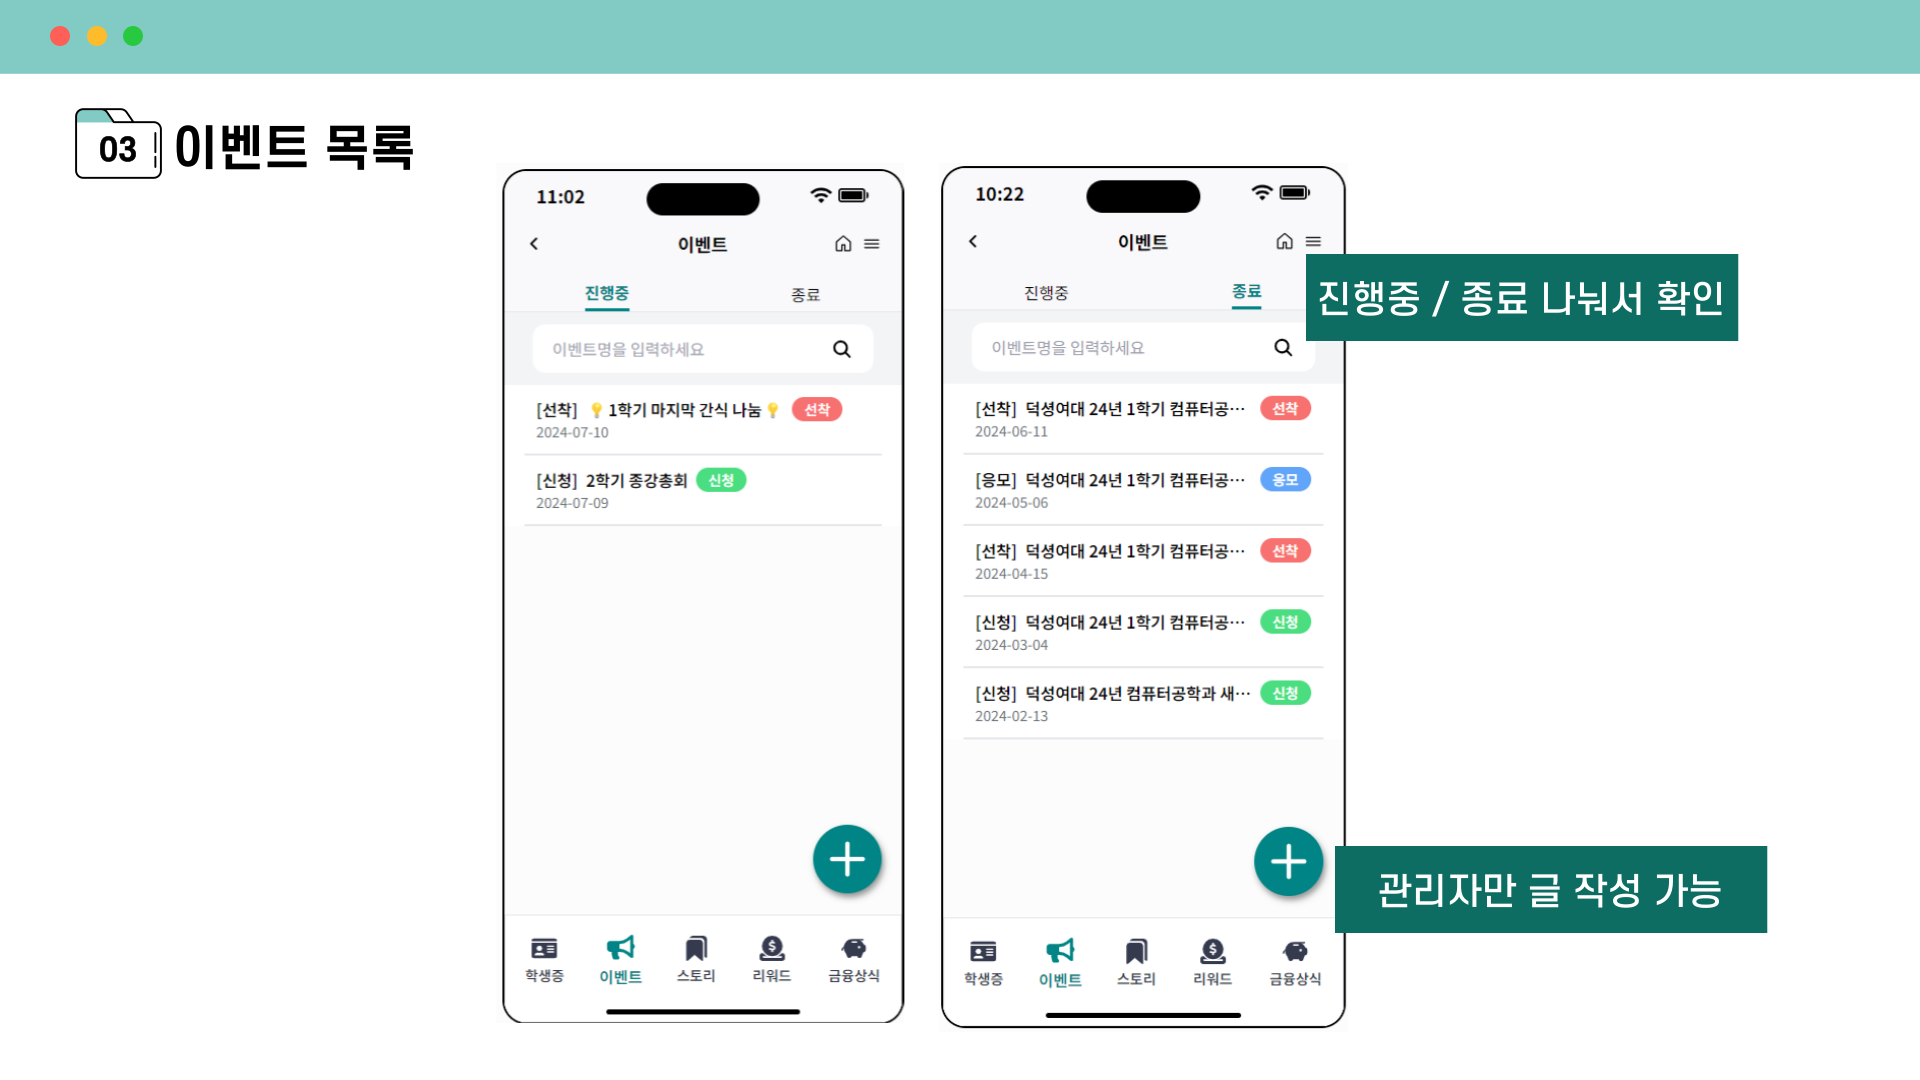 03 이벤트 목록
11:02
이벤트
진행중 종료
이벤트명을 입력하세요
[선착] 💡 1학기 마지막 간식 나눔💡 선착
2024-07-10
[신청] 2학기 종강총회 신청
2024-07-09
학생증 이벤트 스토리 리워드 금융상식
10:22
이벤트
진행중 종료
이벤트명을 입력하세요
[선착] 덕성여대 24년 1학기 컴퓨터공… 선착
2024-06-11
[응모] 덕성여대 24년 1학기 컴퓨터공… 응모
2024-05-06
[선착] 덕성여대 24년 1학기 컴퓨터공… 선착
2024-04-15
[신청] 덕성여대 24년 1학기 컴퓨터공… 신청
2024-03-04
[신청] 덕성여대 24년 컴퓨터공학과 새… 신청
2024-02-13
학생증 이벤트 스토리 리워드 금융상식
진행중 / 종료 나눠서 확인
관리자만 글 작성 가능